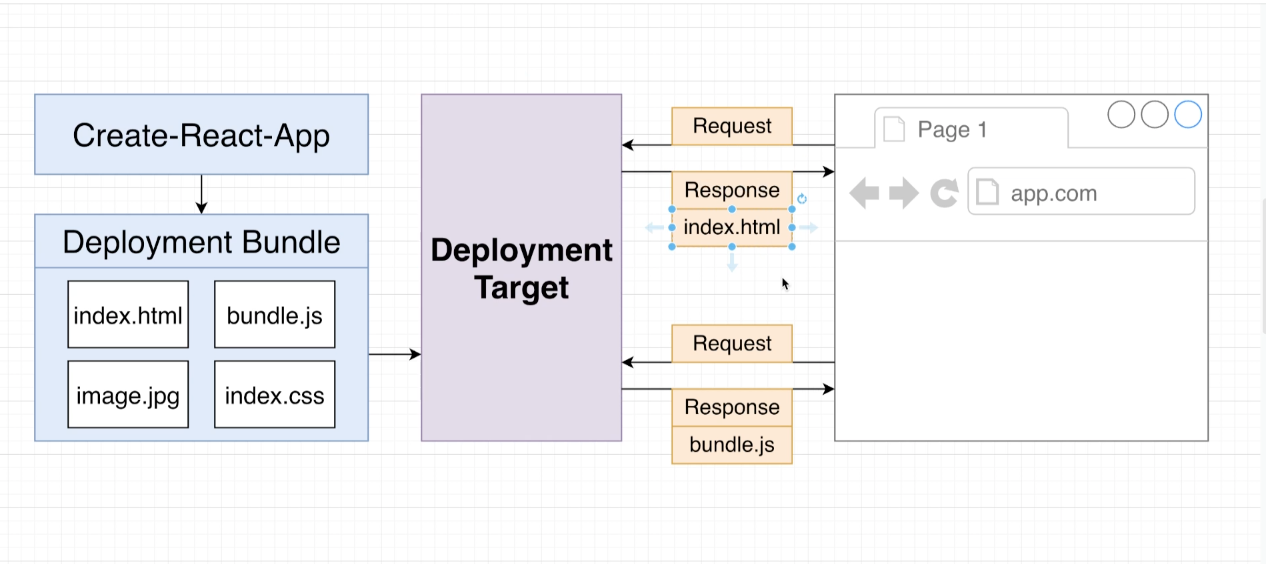 Create-React-App
Deployment Bundle
index.html
bundle.js
image.jpg
index.css
Deployment
Target
Request
Response
index.html
Request
Response
bundle.js
Page 1
app.com